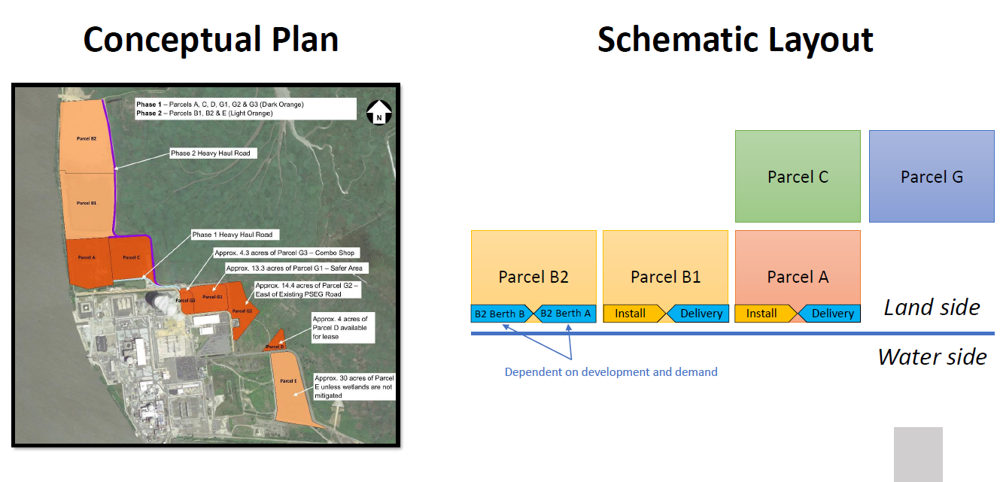 Conceptual Plan
Schematic Layout
Phase 1 – Parcels A, C, D, G1, G2 & G3 (Dark Orange)
Phase 2 – Parcels B1, B2 & E (Light Orange)
N
Parcel B2
Phase 2 Heavy Haul Road
Parcel B1
Phase 1 Heavy Haul Road
Parcel A
Parcel C
Approx. 4.3 acres of Parcel G3 – Combo Shop
Approx. 13.3 acres of Parcel G1 – Safer Area
Approx. 14.4 acres of Parcel G2 –
East of Existing PSEG Road
Parcel G3
Parcel G1
Parcel G2
Approx. 4 acres of
Parcel D available
for lease
Parcel D
Parcel E
Approx. 30 acres of Parcel
E unless wetlands are not
mitigated
Parcel C
Parcel G
Parcel B2
Parcel B1
Parcel A
B2 Berth B
B2 Berth A
Install
Delivery
Install
Delivery
Land side
Water side
Dependent on development and demand